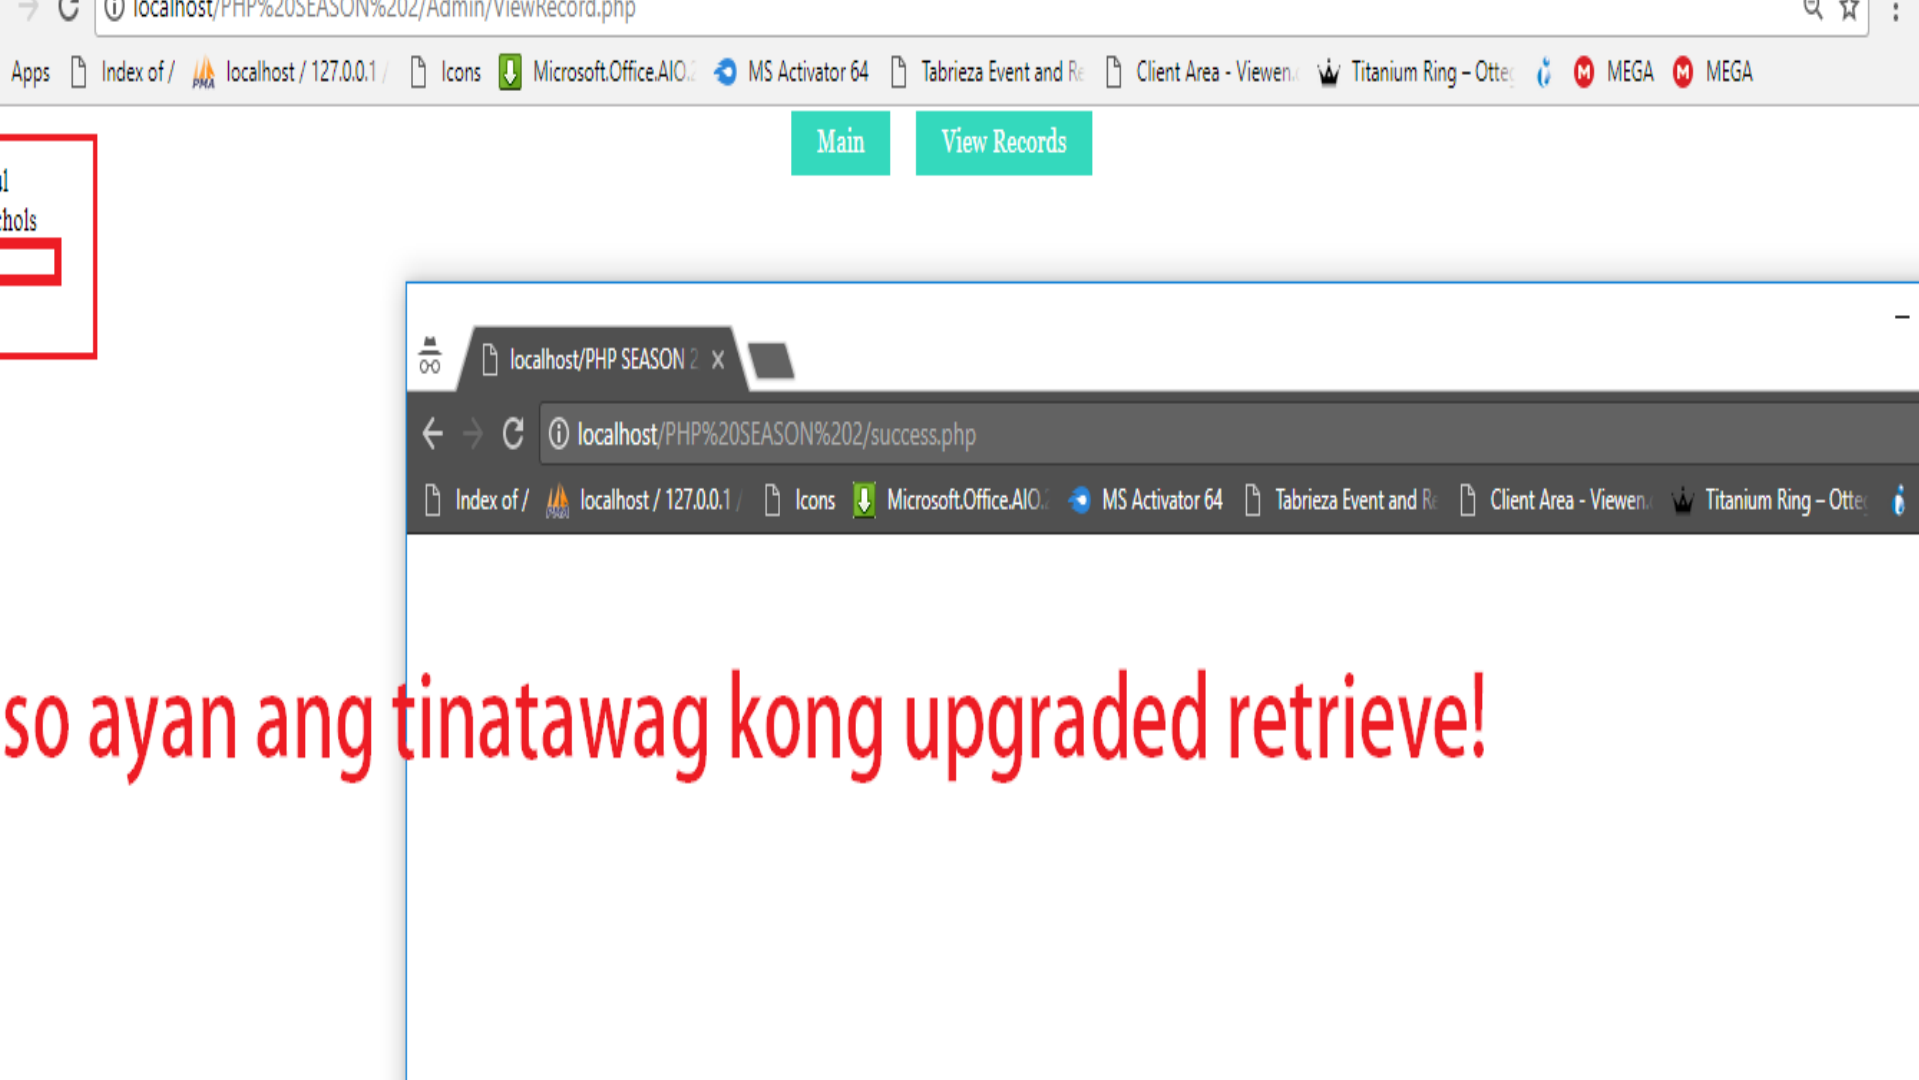 localhost/PHP%20SEASON%202/Admin/ViewRecord.php
Apps Index of / localhost / 127.0.0.1 / Icons Microsoft.Office.AIO. MS Activator 64 Tabrieza Event and Client Area - Viewen. Titanium Ring – Otte MEGA MEGA
Main View Records
localhost/PHP SEASON 2
localhost/PHP%20SEASON%202/success.php
Index of / localhost / 127.0.0.1 / Icons Microsoft.Office.AIO. MS Activator 64 Tabrieza Event and Client Area - Viewen. Titanium Ring – Otte
so ayan ang tinatawag kong upgraded retrieve!